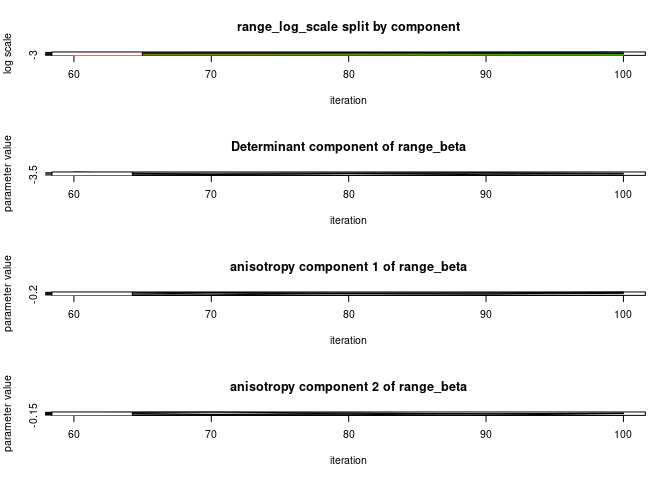 range_log_scale split by component
log scale
-3
60 70 80 90 100
iteration
Determinant component of range_beta
parameter value
-3.5
60 70 80 90 100
iteration
anisotropy component 1 of range_beta
parameter value
-0.2
60 70 80 90 100
iteration
anisotropy component 2 of range_beta
parameter value
-0.15
60 70 80 90 100
iteration